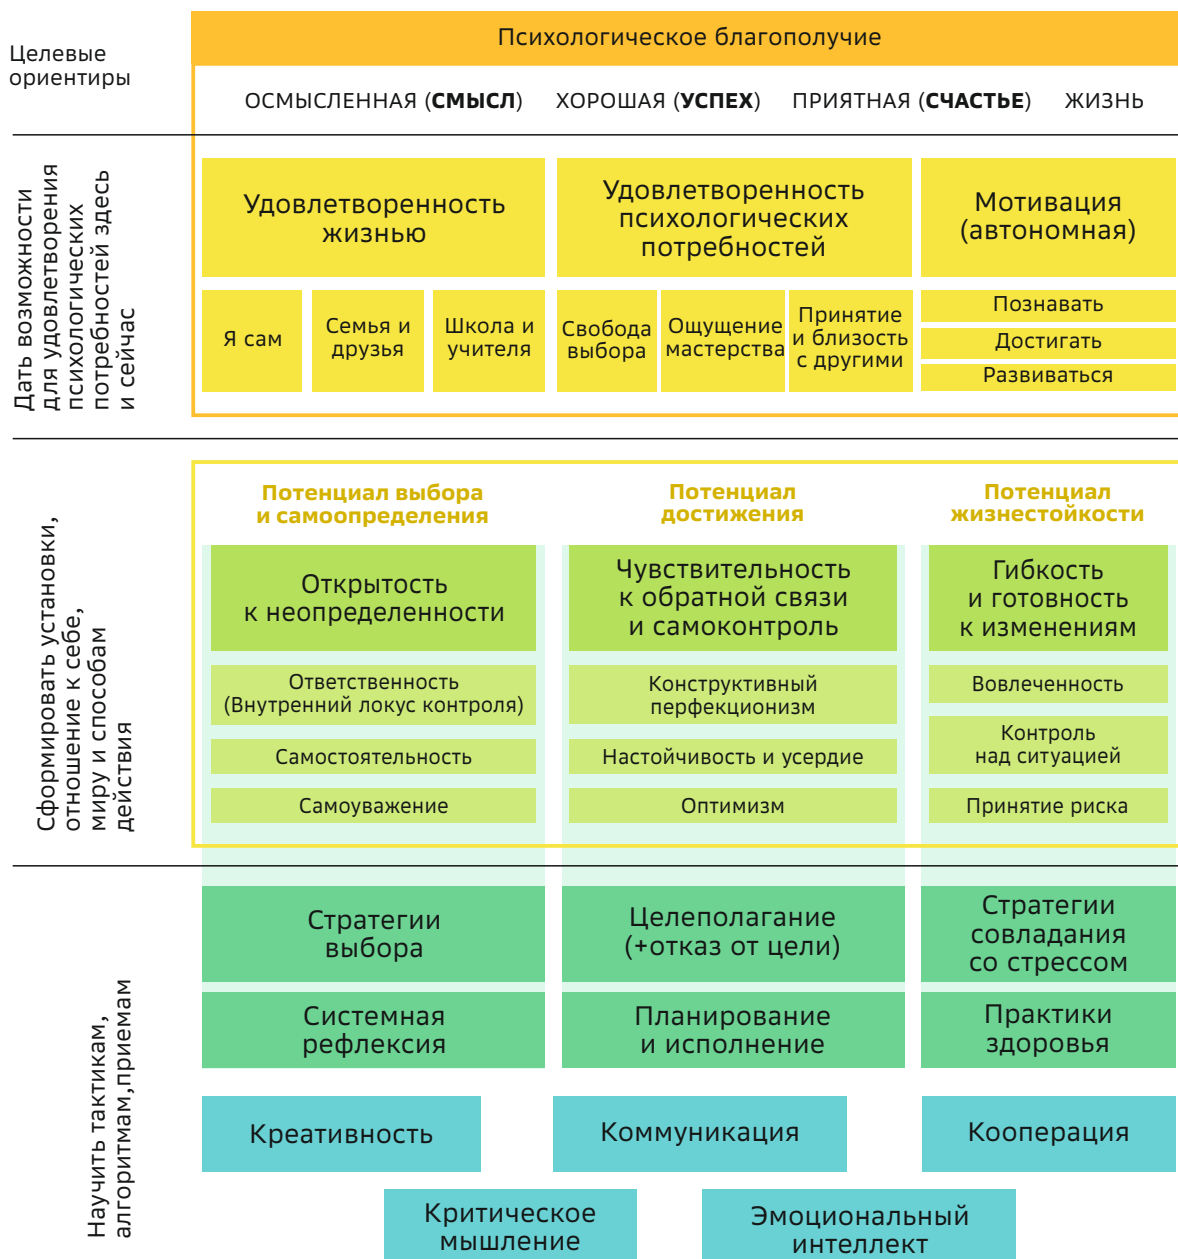 Целевые
ориентиры
Психологическое благополучие
ОСМЫСЛЕННАЯ (СМЫСЛ) ХОРОШАЯ (УСПЕХ) ПРИЯТНАЯ (СЧАСТЬЕ) ЖИЗНЬ
Дать возможности
для удовлетворения
психологических
потребностей здесь
и сейчас
Удовлетворенность
жизнью
Удовлетворенность
психологических
потребностей
Мотивация
(автономная)
Я сам
Семья и
друзья
Школа и
учителя
Свобода
выбора
Ощущение
мастерства
Принятие
и близость
с другими
Познавать
Достигать
Развиваться
Сформировать установки,
отношение к себе,
миру и способам
действия
Потенциал выбора
и самоопределения
Потенциал
достижения
Потенциал
жизнестойкости
Открытость
к неопределенности
Чувствительность
к обратной связи
и самоконтроль
Гибкость
и готовность
к изменениям
Ответственность
(Внутренний локус контроля)
Конструктивный
перфекционизм
Вовлеченность
Самостоятельность
Настойчивость и усердие
Контроль
над ситуацией
Самоуважение
Оптимизм
Принятие риска
Научить тактикам,
алгоритмам,приемам
Стратегии
выбора
Целеполагание
(+отказ от цели)
Стратегии
совладания
со стрессом
Системная
рефлексия
Планирование
и исполнение
Практики
здоровья
Креативность
Коммуникация
Кооперация
Критическое
мышление
Эмоциональный
интеллект